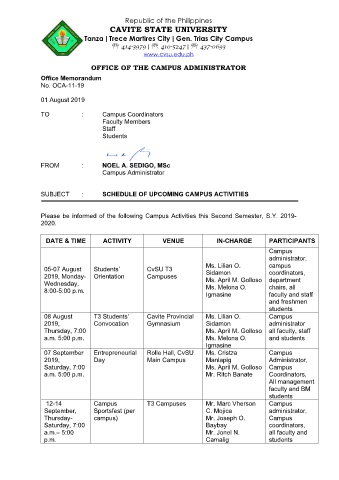 Republic of the Philippines
CAVITE STATE UNIVERSITY
Tanza | Trece Martires City | Gen. Trias City Campus
☏ 414-3979 | ☏ 410-5247 | ☏ 437-0693
www.cvsu.edu.ph
OFFICE OF THE CAMPUS ADMINISTRATOR
Office Memorandum
No. OCA-11-19
01 August 2019
TO : Campus Coordinators
Faculty Members
Staff
Students
FROM : NOEL A. SEDIGO, MSc
Campus Administrator
SUBJECT : SCHEDULE OF UPCOMING CAMPUS ACTIVITIES
Please be informed of the following Campus Activities this Second Semester, S.Y. 2019-
2020.
DATE & TIME ACTIVITY VENUE IN-CHARGE PARTICIPANTS
05-07 August
2019, Monday-
Wednesday,
8:00-5:00 p.m.
Students'
Orientation
CvSU T3
Campuses
Ms. Lilian O.
Sidamon
Ms. April M. Golloso
Ms. Melona O.
Igmasine
Campus
administrator,
campus
coordinators,
department
chairs, all
faculty and staff
and freshmen
students
08 August
2019,
Thursday, 7:00
a.m. 5:00 p.m.
T3 Students'
Convocation
Cavite Provincial
Gymnasium
Ms. Lilian O.
Sidamon
Ms. April M. Golloso
Ms. Melona O.
Igmasine
Campus
administrator
all faculty, staff
and students
07 September
2019,
Saturday, 7:00
a.m. 5:00 p.m.
Entrepreneurial
Day
Rolle Hall, CvSU
Main Campus
Ms. Cristza
Manlapig
Ms. April M. Golloso
Mr. Ritch Banate
Campus
Administrator,
Campus
Coordinators,
All management
faculty and BM
students
12-14
September,
Thursday-
Saturday, 7:00
a.m.– 5:00
p.m.
Campus
Sportsfest (per
campus)
T3 Campuses
Mr. Marc Vherson
C. Mojica
Mr. Joseph O.
Baybay
Mr. Jonel N.
Camalig
Campus
administrator,
Campus
coordinators,
all faculty and
students